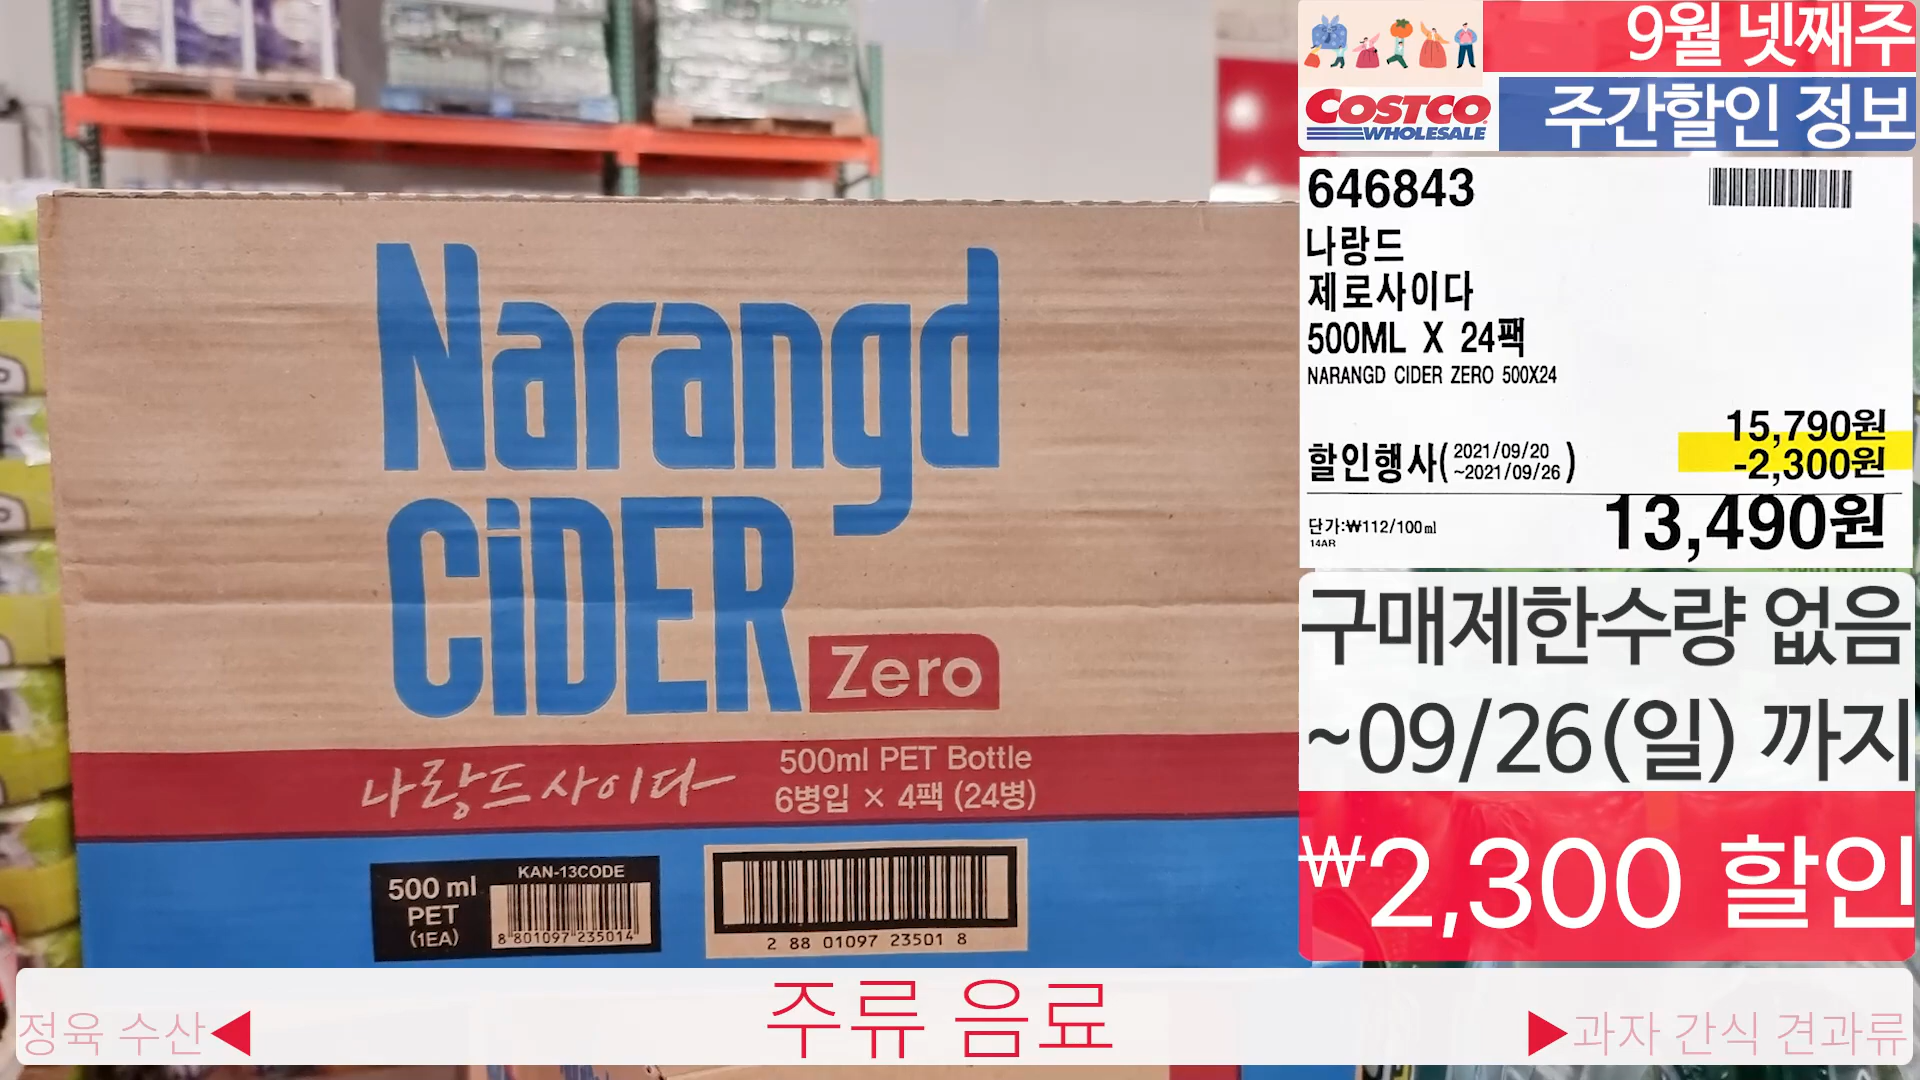 Narangd
CiDER
Zero
나랑드사이다
500ml PET Bottle
6병입 × 4팩 (24병)
500 ml
PET
(1EA)
KAN-13CODE
8 801097 235014
2 88 01097 23501 8
9월 넷째주
COSTCO
WHOLESALE
주간할인 정보
646843
나랑드
제로사이다
500ML X 24팩
NARANGD CIDER ZERO 500X24
15,790원
할인행사( 2021/09/20 ~2021/09/26 ) -2,300원
단가:₩112/100㎖ 13,490원
14AR
구매제한수량 없음
~09/26(일) 까지
₩2,300 할인
정육 수산◀ 주류 음료 ▶과자 간식 견과류